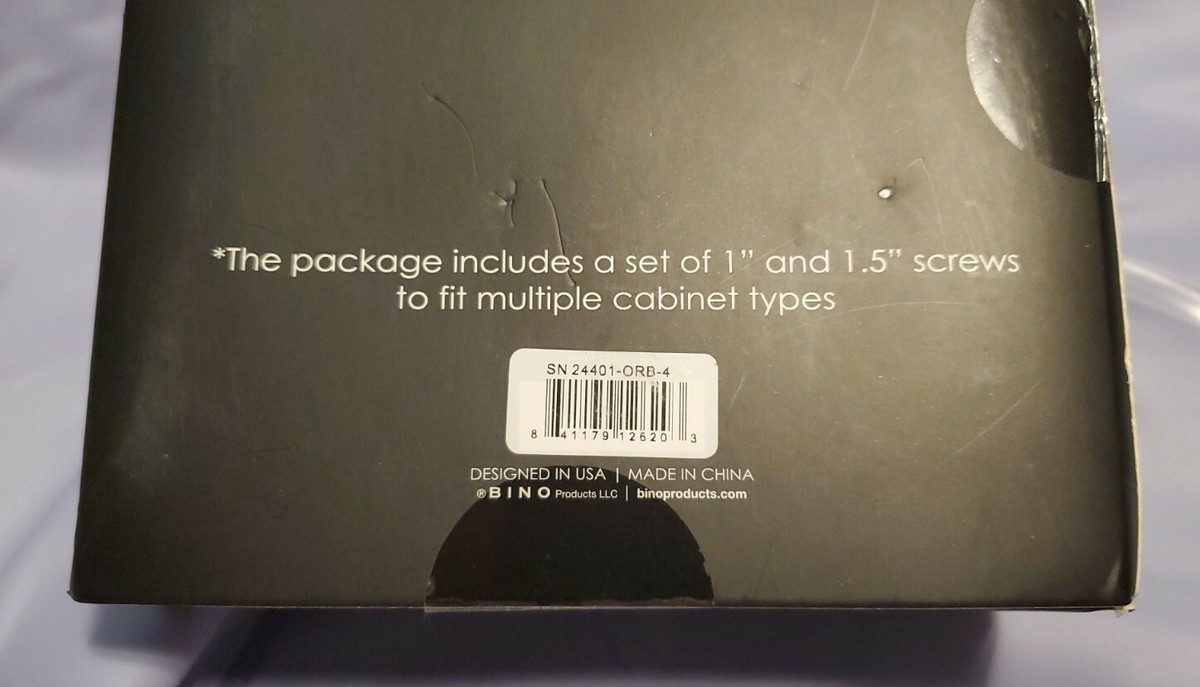 *The package includes a set of 1” and 1.5” screws
to fit multiple cabinet types
SN 24401-ORB-4
8 41179 12620 3
DESIGNED IN USA | MADE IN CHINA
®BINO Products LLC | binoproducts.com